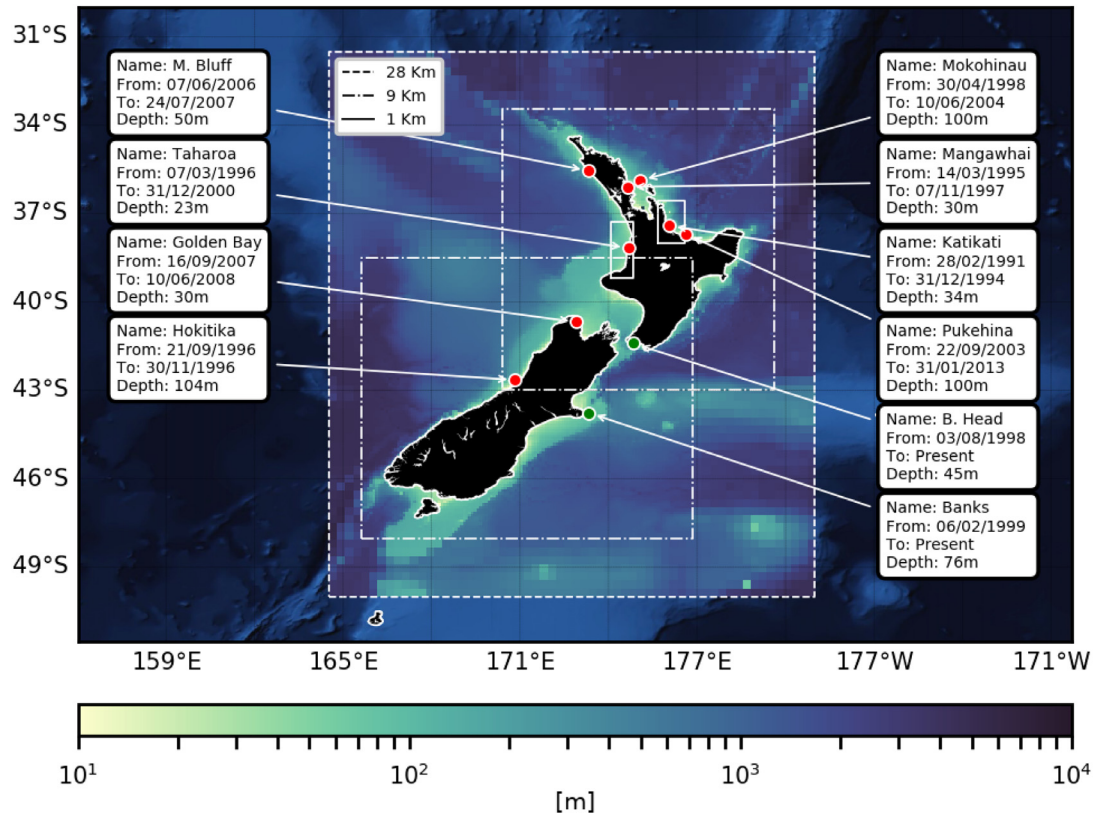 31°S
34°S
37°S
40°S
43°S
46°S
49°S
Name: M. Bluff
From: 07/06/2006
To: 24/07/2007
Depth: 50m
Name: Taharoa
From: 07/03/1996
To: 31/12/2000
Depth: 23m
Name: Golden Bay
From: 16/09/2007
To: 10/06/2008
Depth: 30m
Name: Hokitika
From: 21/09/1996
To: 30/11/1996
Depth: 104m
28 Km
9 Km
1 Km
Name: Mokohinau
From: 30/04/1998
To: 10/06/2004
Depth: 100m
Name: Mangawhai
From: 14/03/1995
To: 07/11/1997
Depth: 30m
Name: Katikati
From: 28/02/1991
To: 31/12/1994
Depth: 34m
Name: Pukehina
From: 22/09/2003
To: 31/01/2013
Depth: 100m
Name: B. Head
From: 03/08/1998
To: Present
Depth: 45m
Name: Banks
From: 06/02/1999
To: Present
Depth: 76m
159°E 165°E 171°E 177°E 177°W 171°W
10¹ 10² 10³ 10⁴
[m]